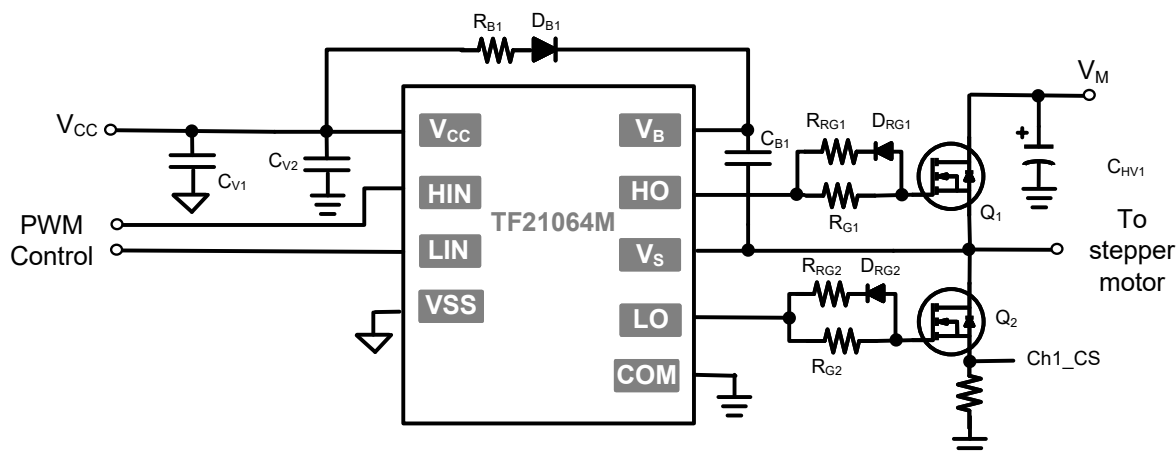 RB1
DB1
VM
VCC
VCC
VB
CB1
RRG1
DRG1
+
CV1
CV2
CHV1
HIN
HO
TF21064M
RG1
Q1
PWM
Control
LIN
VS
To
stepper
motor
RRG2
DRG2
VSS
LO
Q2
RG2
Ch1_CS
COM